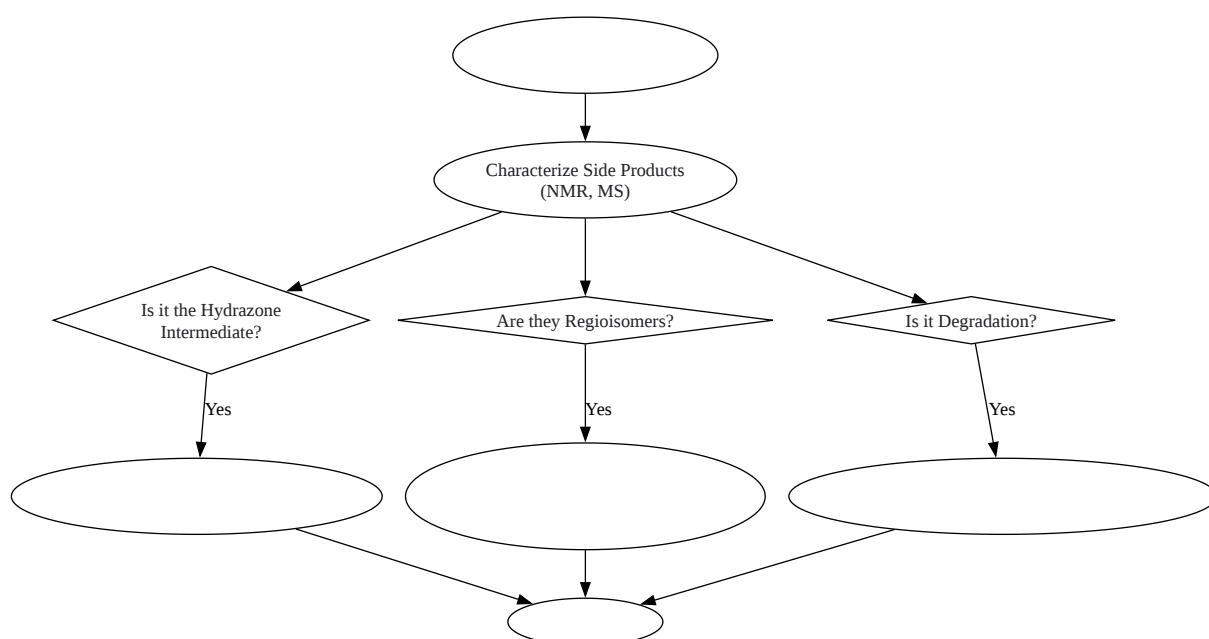 Characterize Side Products
(NMR, MS)
Is it the Hydrazone
Intermediate?
Are they Regioisomers?
Is it Degradation?
Yes
Yes
Yes